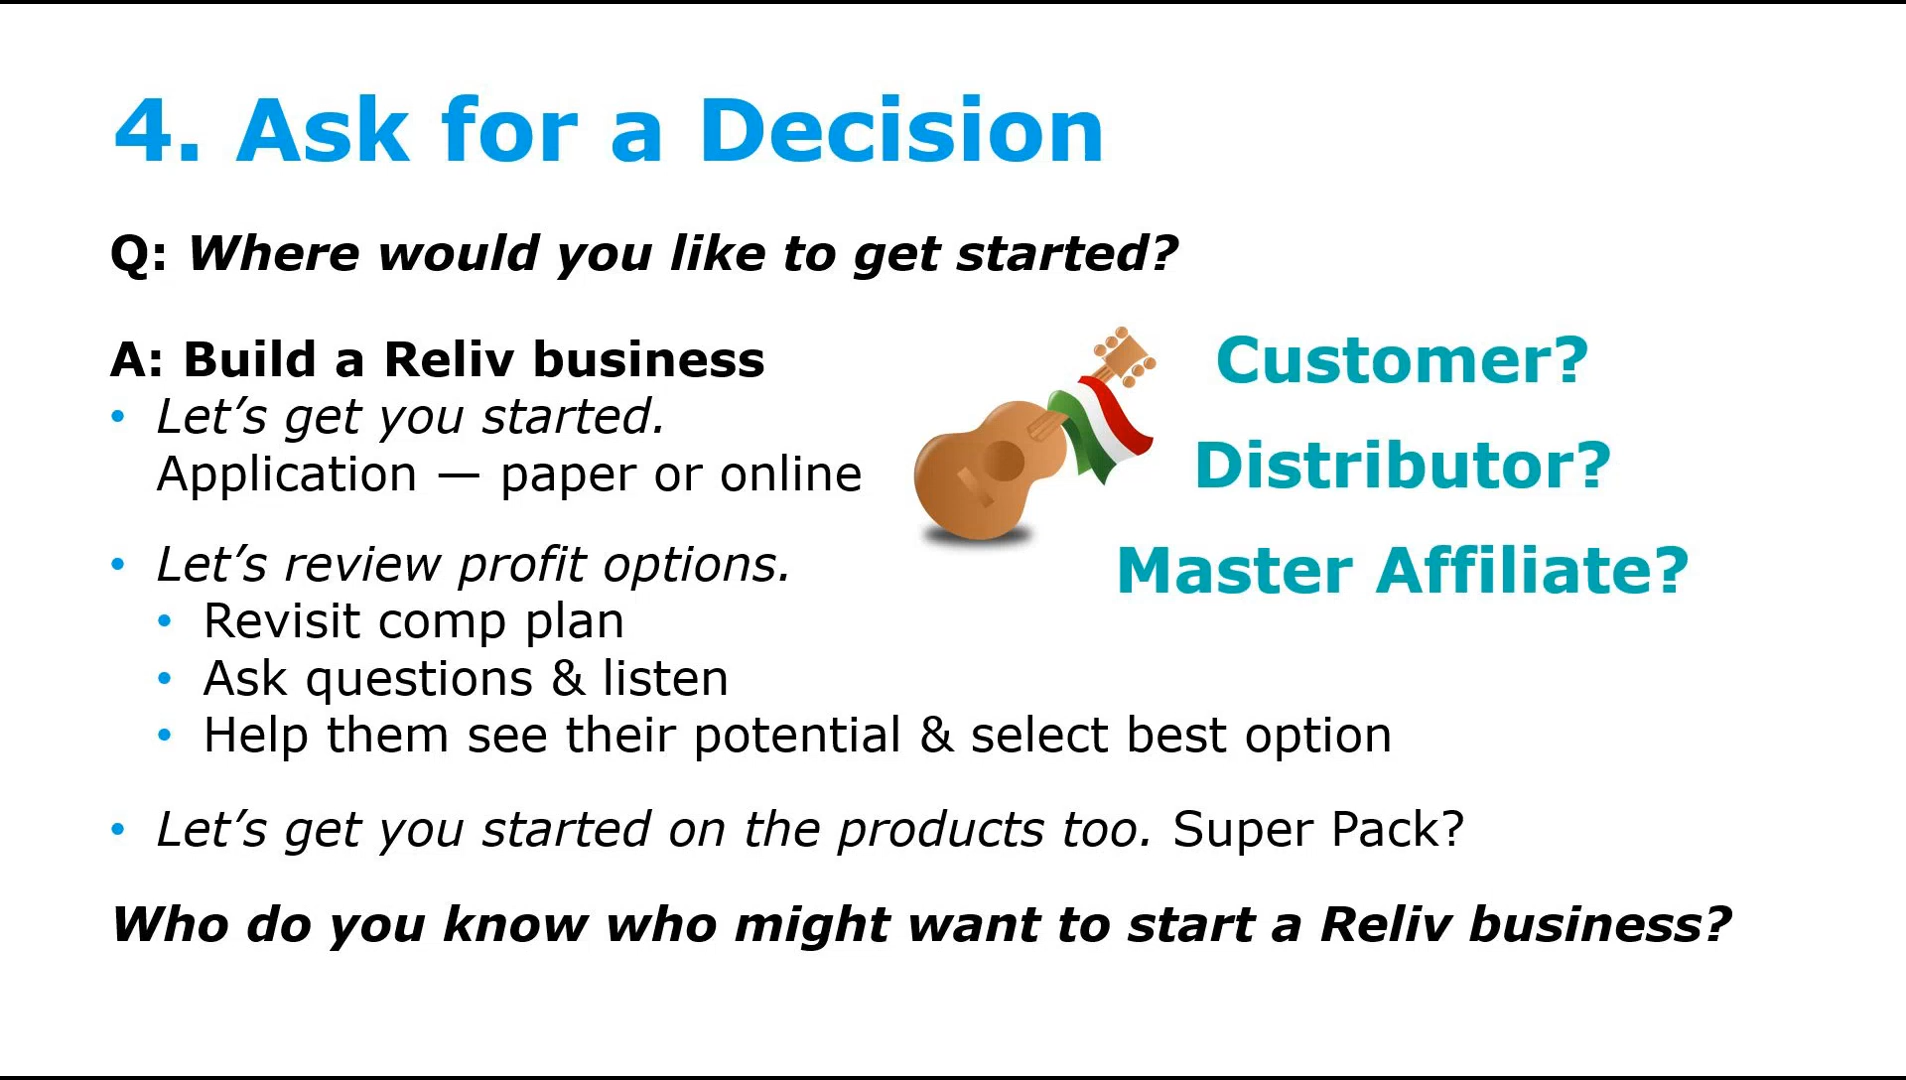 4. Ask for a Decision
Q: Where would you like to get started?
A: Build a Reliv business
• Let’s get you started.
Application — paper or online
• Let’s review profit options.
• Revisit comp plan
• Ask questions & listen
• Help them see their potential & select best option
• Let’s get you started on the products too. Super Pack?
Who do you know who might want to start a Reliv business?
Customer?
Distributor?
Master Affiliate?